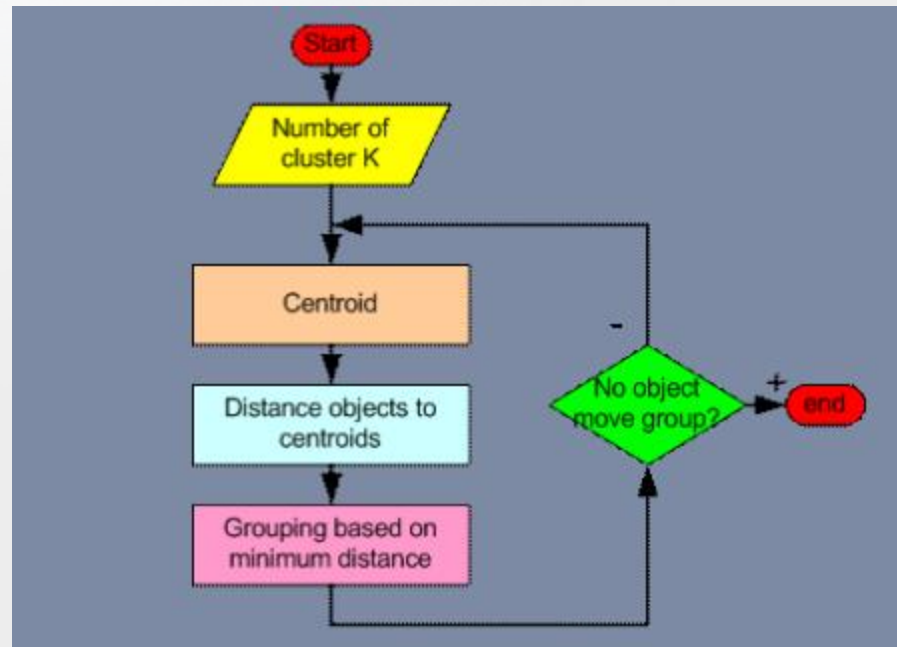 Start
Number of
cluster K
Centroid
Distance objects to
centroids
Grouping based on
minimum distance
-
No object
move group?
+
end